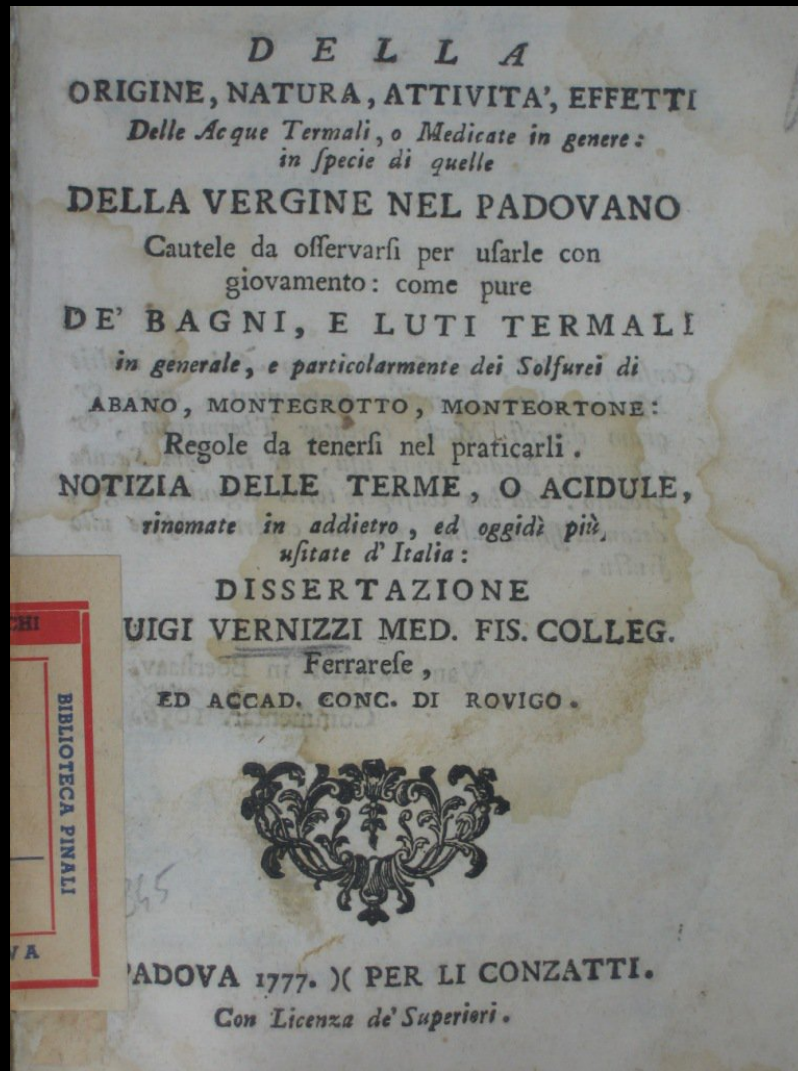 DELLA
ORIGINE, NATURA, ATTIVITA', EFFETTI
Delle Acque Termali, o Medicate in genere:
in ſpecie di quelle
DELLA VERGINE NEL PADOVANO
Cautele da oſſervarſi per uſarle con
giovamento: come pure
DE' BAGNI, E LUTI TERMALI
in generale, e particolarmente dei Solfurei di
ABANO, MONTEGROTTO, MONTEORTONE:
Regole da tenerſi nel praticarli.
NOTIZIA DELLE TERME, O ACIDULE,
rinomate in addietro, ed oggidì più
uſitate d'Italia:
DISSERTAZIONE
UIGI VERNIZZI MED. FIS. COLLEG.
Ferrareſe,
ED ACCAD. CONC. DI ROVIGO.
BIBLIOTECA PINALI
VA
PADOVA 1777. )( PER LI CONZATTI.
Con Licenza de' Superiori.